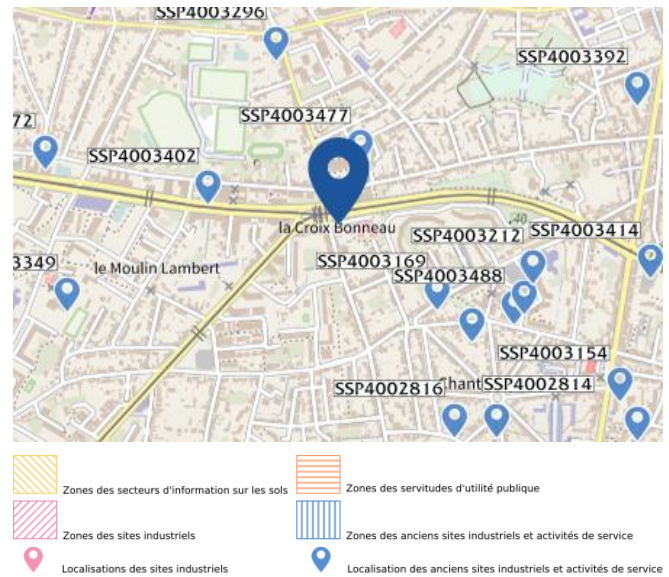 SSP4003296
SSP4003392
SSP4003477
72
SSP4003402
la Croix Bonneau
40
SSP4003212
SSP4003414
3349
le Moulin Lambert
SSP4003169
SSP4003488
SSP4003154
SSP4002816
Chant
SSP4002814
Zones des secteurs d'information sur les sols
Zones des servitudes d'utilité publique
Zones des sites industriels
Zones des anciens sites industriels et activités de service
Localisations des sites industriels
Localisation des anciens sites industriels et activités de service